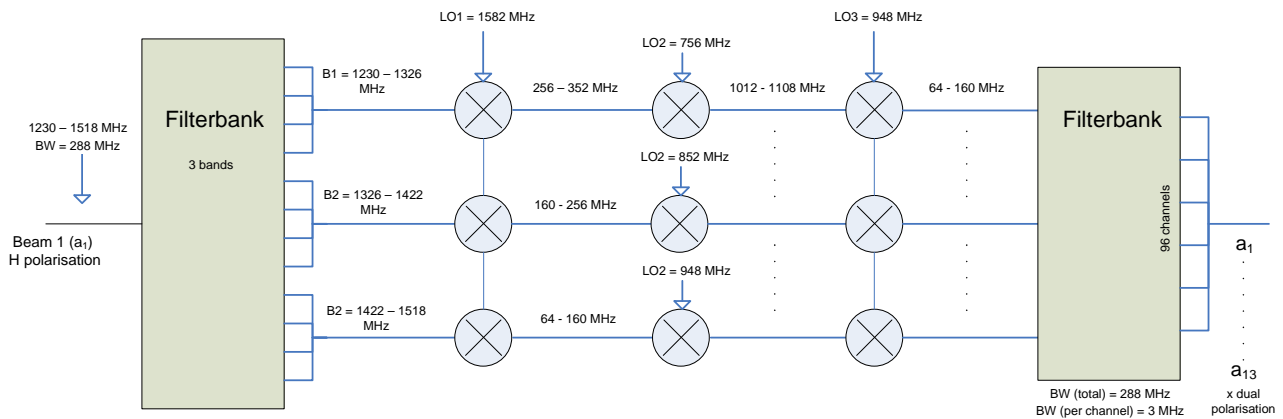 LO1 = 1582 MHz
LO3 = 948 MHz
LO2 = 756 MHz
B1 = 1230 – 1326
MHz
256 – 352 MHz
1012 - 1108 MHz
64 - 160 MHz
Filterbank
3 bands
Filterbank
1230 – 1518 MHz
BW = 288 MHz
LO2 = 852 MHz
B2 = 1326 – 1422
MHz
160 - 256 MHz
96 channels
Beam 1 (a₁)
H polarisation
a₁
LO2 = 948 MHz
B2 = 1422 – 1518
MHz
64 - 160 MHz
a₁₃
x dual
polarisation
BW (total) = 288 MHz
BW (per channel) = 3 MHz